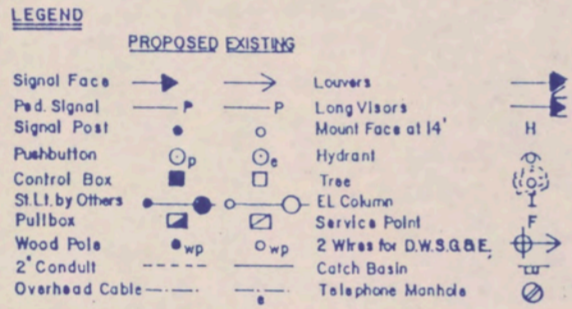 LEGEND
PROPOSED EXISTING
Signal Face
Ped. Signal P P
Signal Post
Pushbutton p e
Control Box
St.Lt. by Others
Pullbox
Wood Pole wp wp
2" Conduit
Overhead Cable e
Louvers
Long Visors
Mount Face at 14' H
Hydrant
Tree
EL Column I
Service Point F
2 Wires for D.W.S.G.&E.
Catch Basin
Telephone Manhole